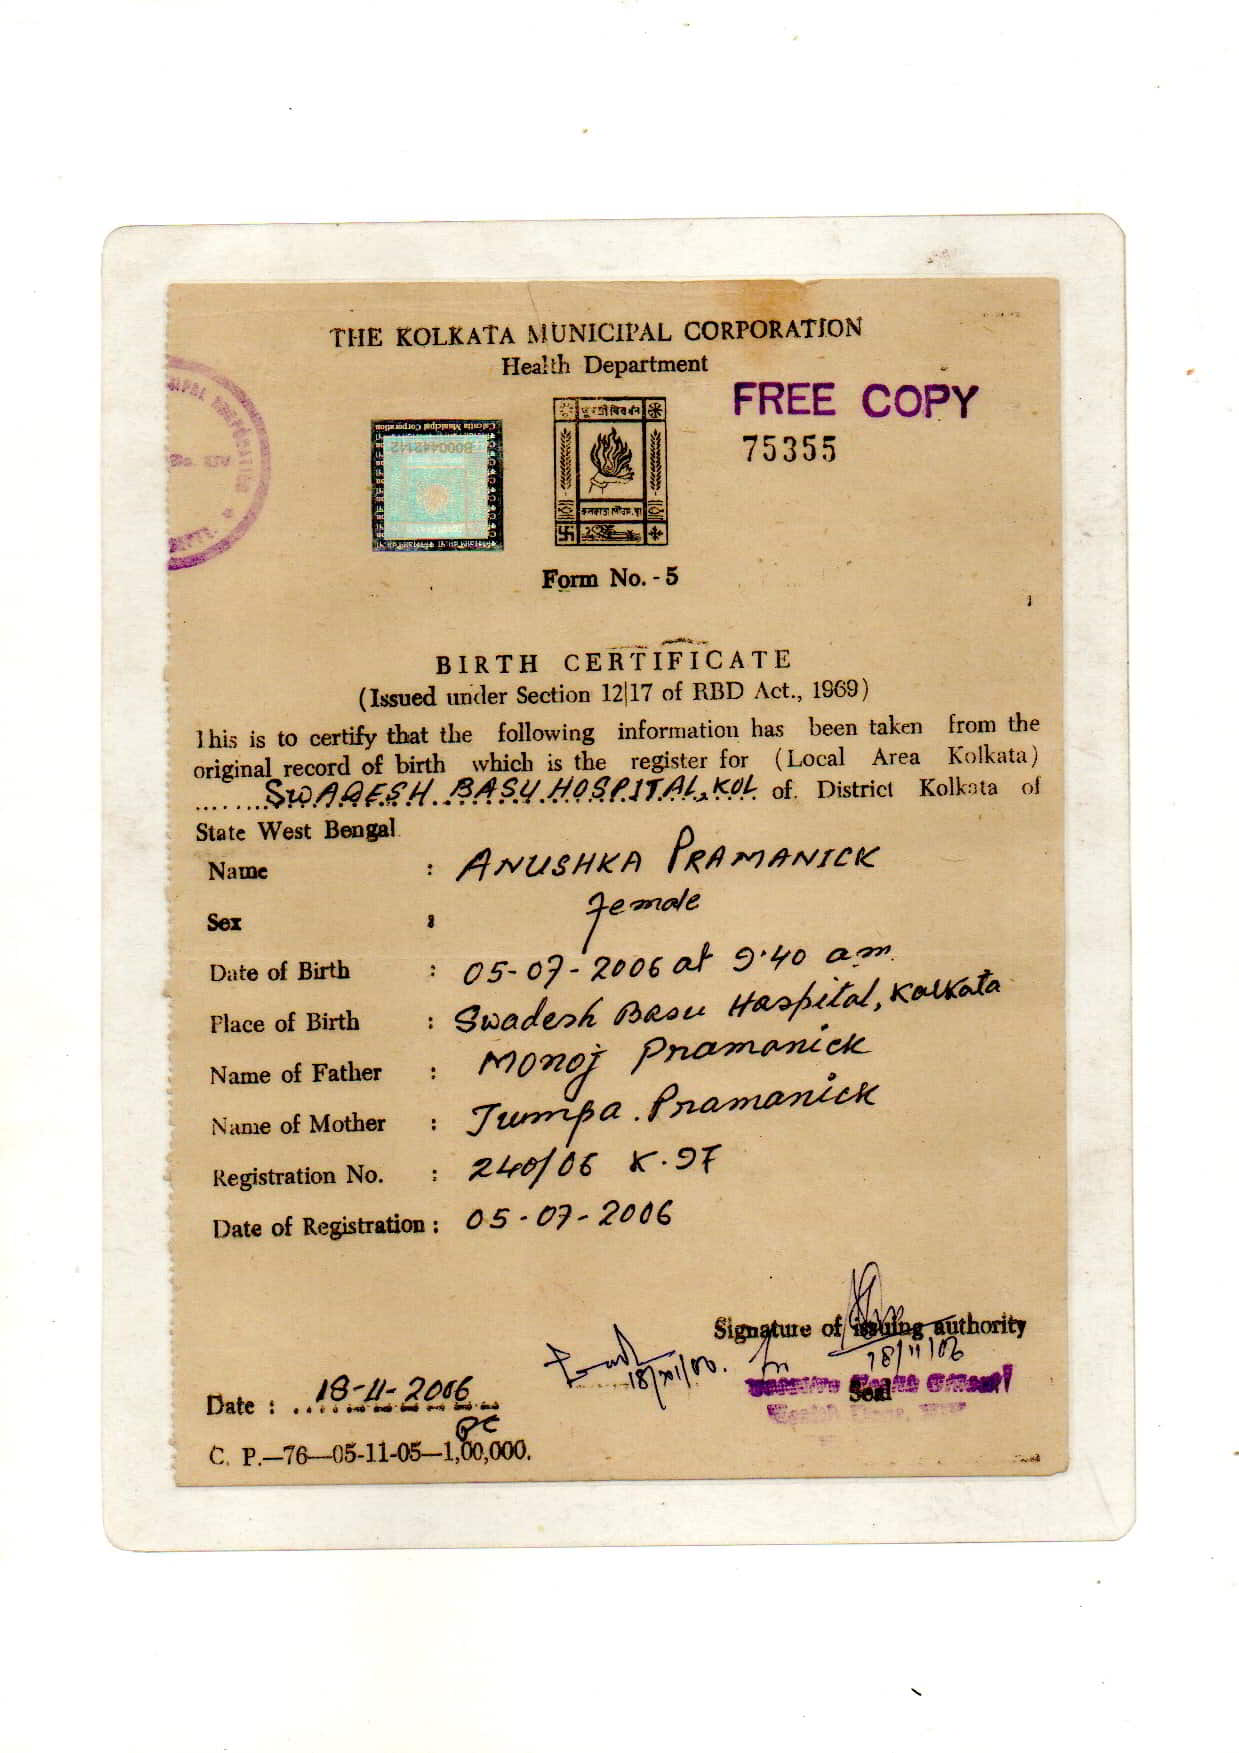 THE KOLKATA MUNICIPAL CORPORATION
Health Department
FREE COPY
75355
Calcutta Municipal Corporation
Form No. - 5
BIRTH CERTIFICATE
(Issued under Section 12|17 of RBD Act., 1969)
This is to certify that the following information has been taken from the
original record of birth which is the register for (Local Area Kolkata)
.......SWADESH BASU HOSPITAL, KOL of. District Kolkata of
State West Bengal
Name : ANUSHKA PRAMANICK
Sex : Female
Date of Birth : 05-07-2006 at 9.40 am.
Place of Birth : Swadesh Basu Hospital, Kolkata
Name of Father : Monoj Pramanick
Name of Mother : Tumpa. Pramanick
Registration No. : 240/06 K.97
Date of Registration : 05-07-2006
Signature of issuing authority
18/11/06
Seal
Date : 18-11-2006
C. P.—76—05-11-05—1,00,000.